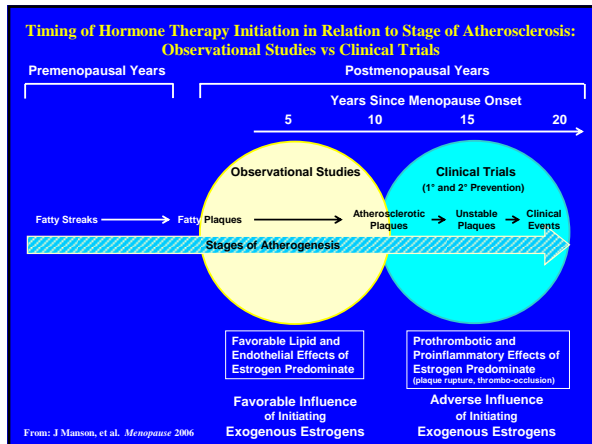 Timing of Hormone Therapy Initiation in Relation to Stage of Atherosclerosis:
Observational Studies vs Clinical Trials
Premenopausal Years
Postmenopausal Years
Years Since Menopause Onset
5 10 15 20
Observational Studies
Clinical Trials
(1° and 2° Prevention)
Fatty Streaks
Fatty Plaques
Atherosclerotic
Plaques
Unstable
Plaques
Clinical
Events
Stages of Atherogenesis
Favorable Lipid and
Endothelial Effects of
Estrogen Predominate
Prothrombotic and
Proinflammatory Effects of
Estrogen Predominate
(plaque rupture, thrombo-occlusion)
Favorable Influence
of Initiating
Exogenous Estrogens
Adverse Influence
of Initiating
Exogenous Estrogens
From: J Manson, et al. Menopause 2006